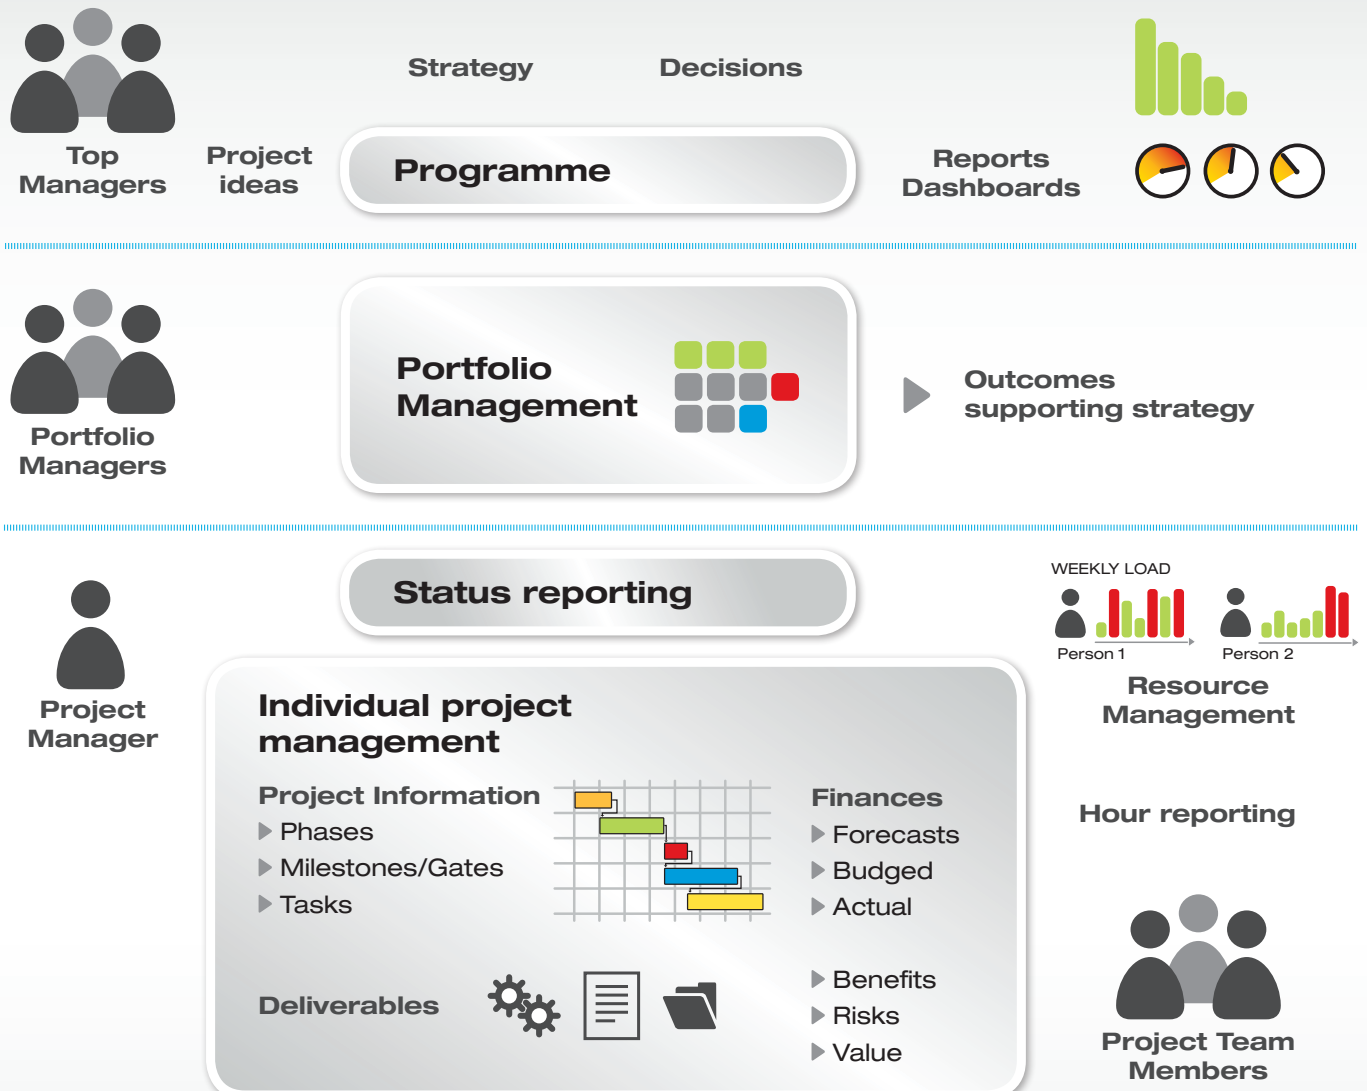 Strategy
Decisions
Top
Managers
Project
ideas
Programme
Reports
Dashboards
Portfolio
Managers
Portfolio
Management
Outcomes
supporting strategy
Project
Manager
Status reporting
WEEKLY LOAD
Person 1
Person 2
Resource
Management
Individual project
management
Project Information
Phases
Milestones/Gates
Tasks
Finances
Forecasts
Budgeted
Actual
Hour reporting
Deliverables
Benefits
Risks
Value
Project Team
Members